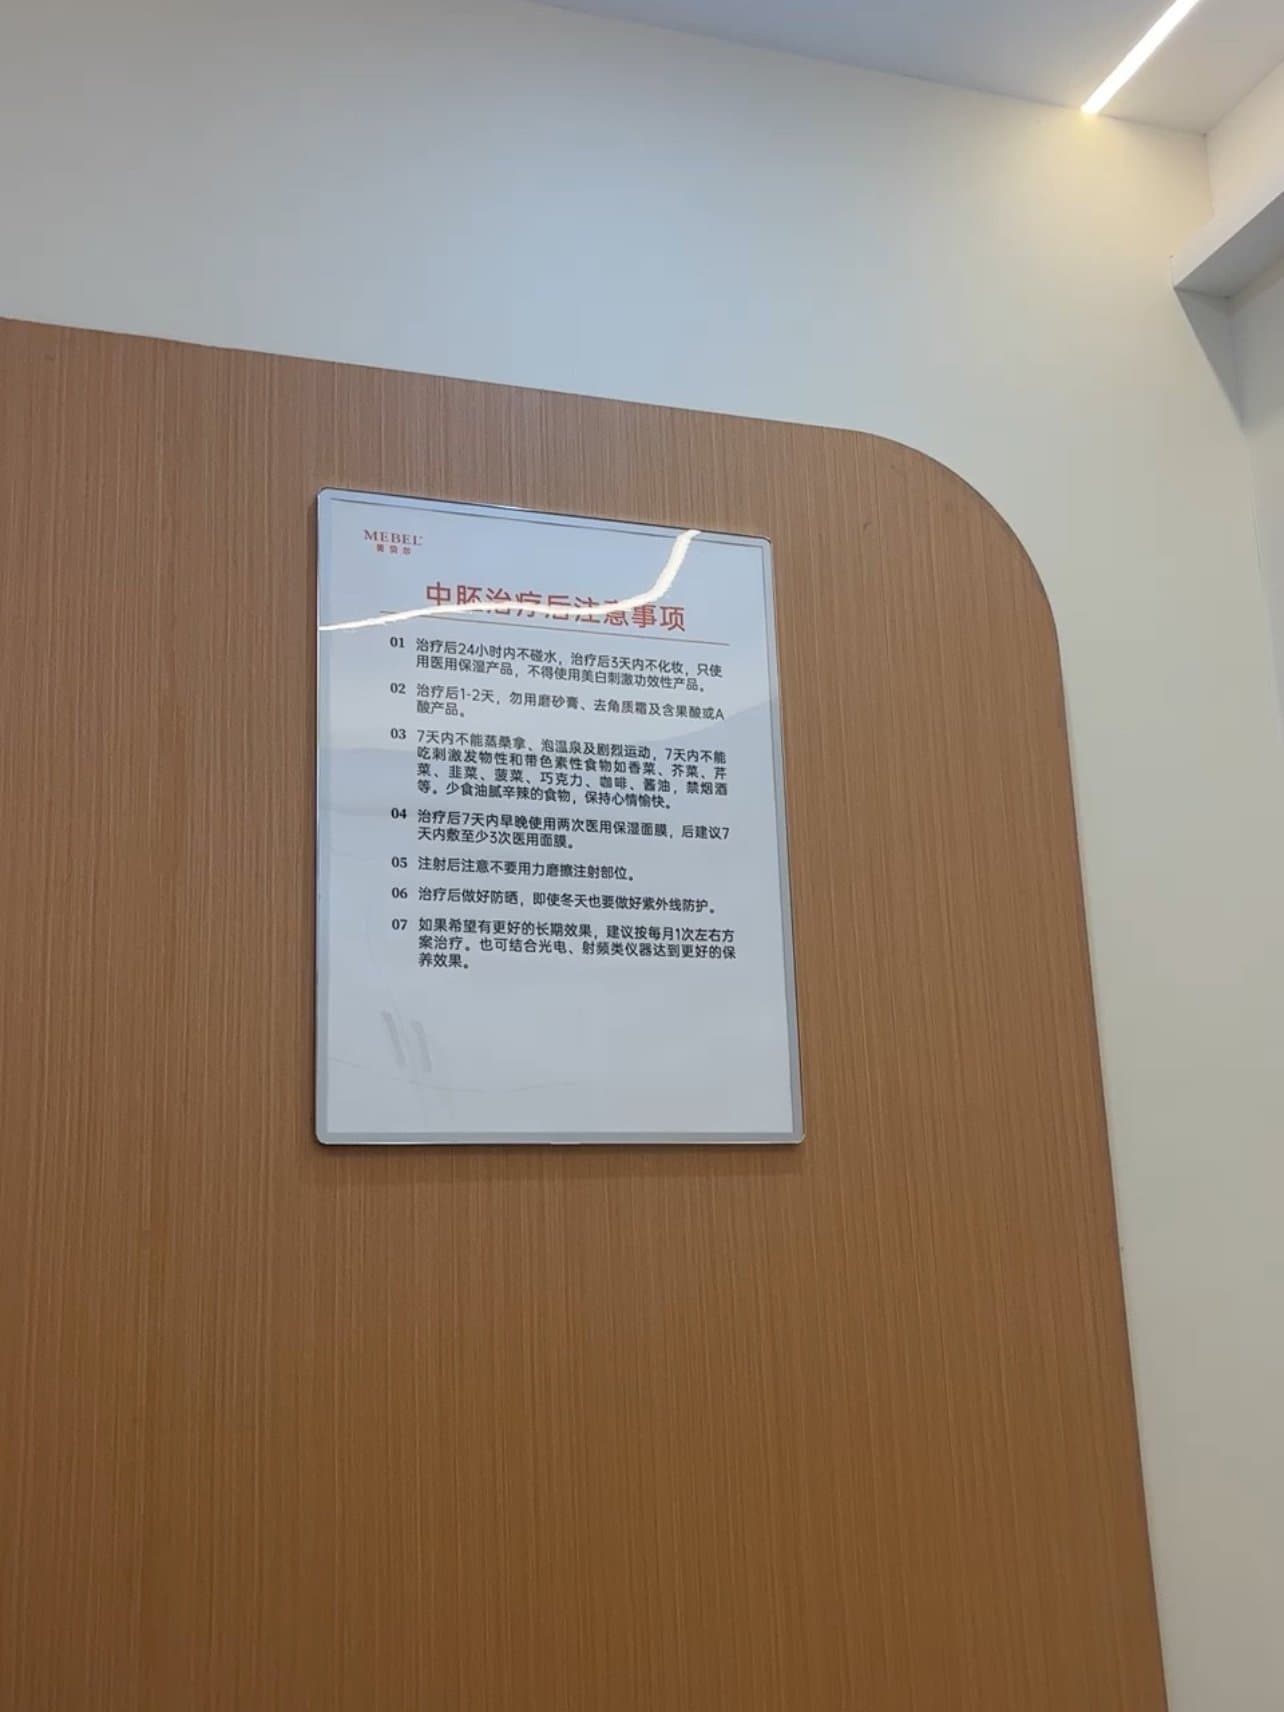 MEBEL
美贝尔
中胚治疗后注意事项
01 治疗后24小时内不碰水，治疗后3天内不化妆，只使
用医用保湿产品，不得使用美白刺激功效性产品。
02 治疗后1-2天，勿用磨砂膏、去角质霜及含果酸或A
酸产品。
03 7天内不能蒸桑拿、泡温泉及剧烈运动，7天内不能
吃刺激发物性和带色素性食物如香菜、芥菜、芹
菜、韭菜、菠菜、巧克力、咖啡、酱油，禁烟酒
等。少食油腻辛辣的食物，保持心情愉快。
04 治疗后7天内早晚使用两次医用保湿面膜，后建议7
天内敷至少3次医用面膜。
05 注射后注意不要用力磨擦注射部位。
06 治疗后做好防晒，即使冬天也要做好紫外线防护。
07 如果希望有更好的长期效果，建议按每月1次左右方
案治疗。也可结合光电、射频类仪器达到更好的保
养效果。